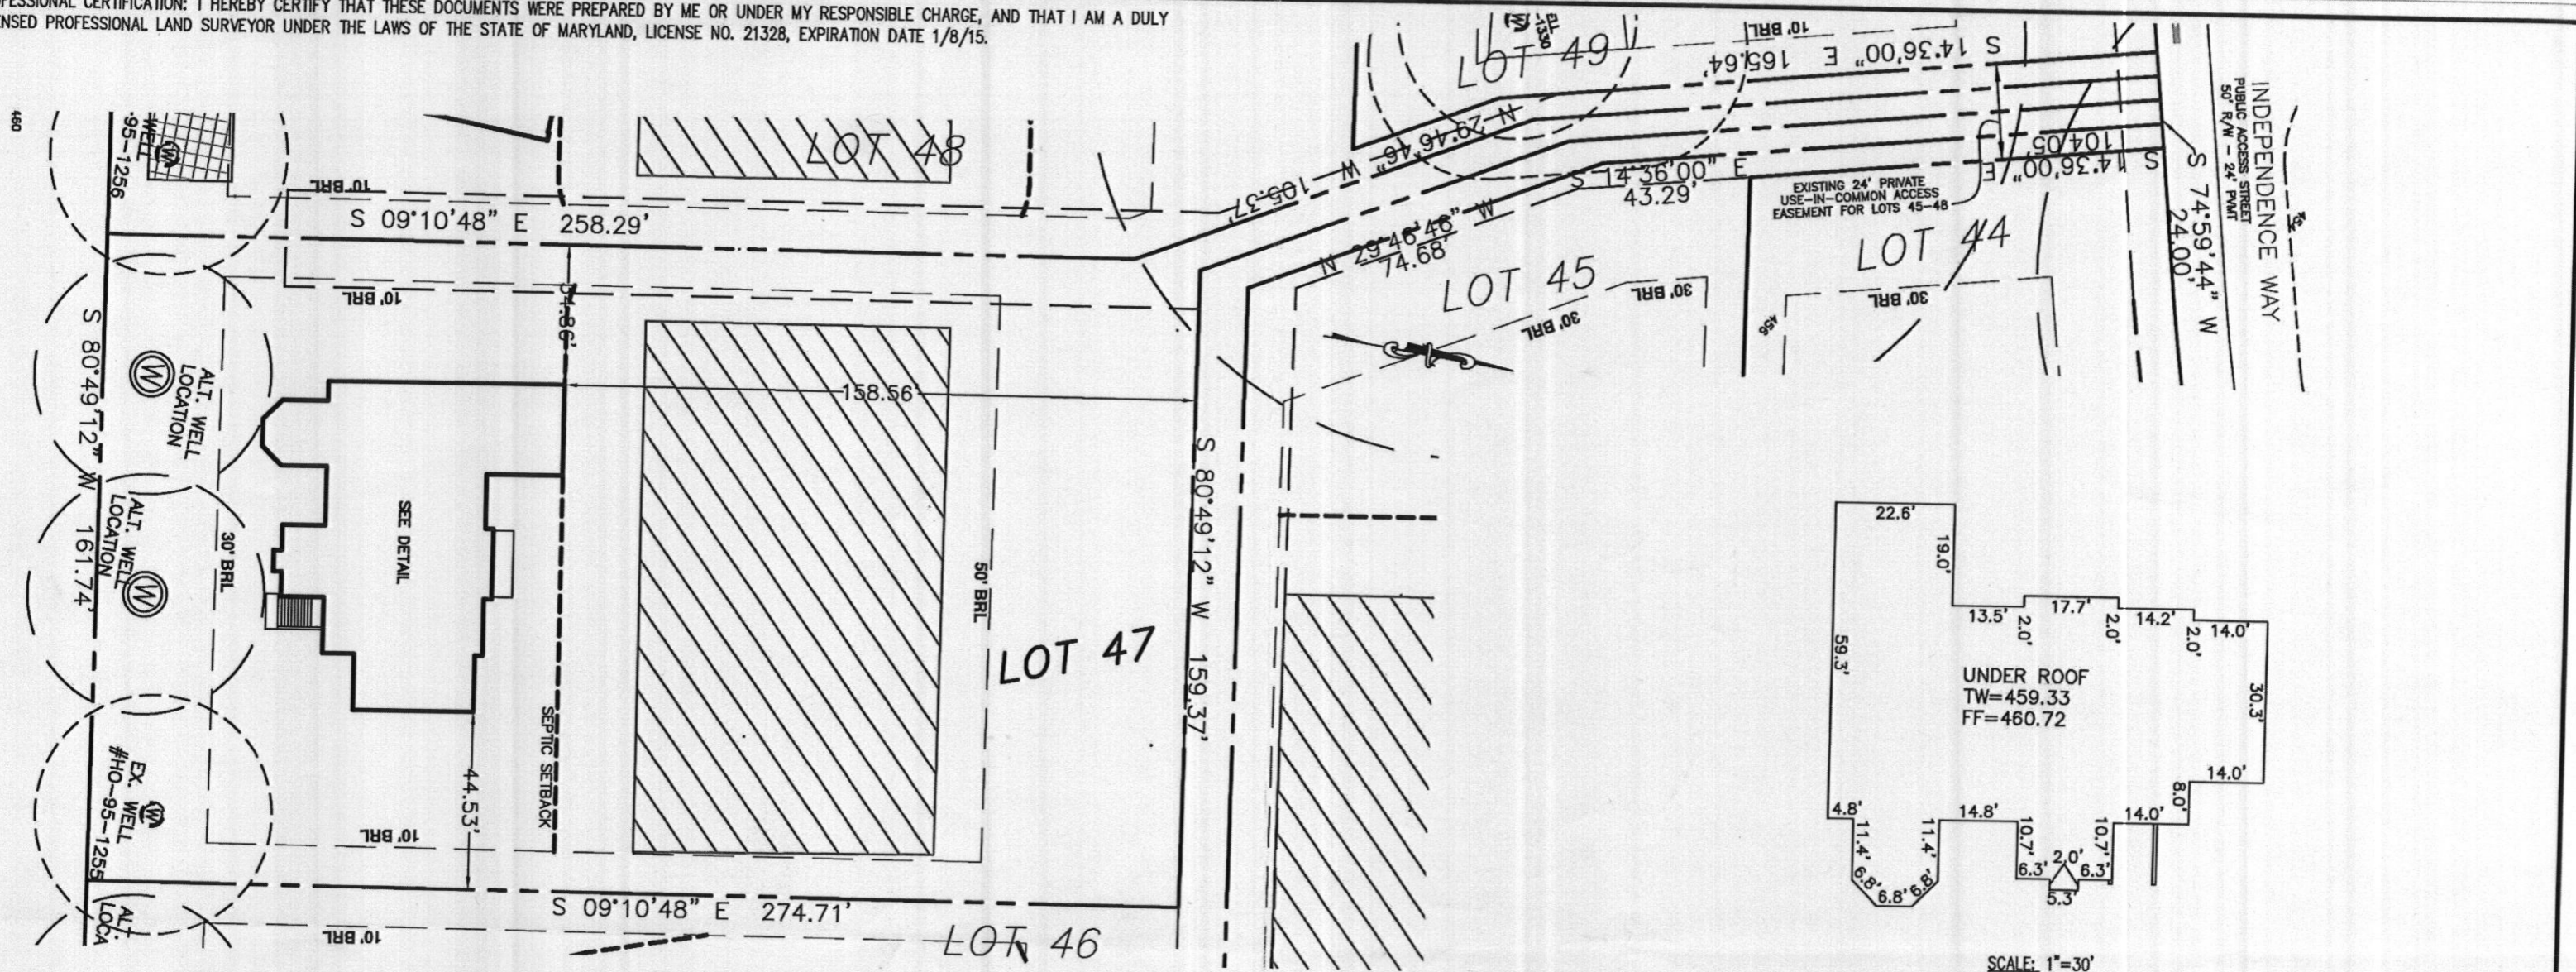 OFESSIONAL CERTIFICATION: I HEREBY CERTIFY THAT THESE DOCUMENTS WERE PREPARED BY ME OR UNDER MY RESPONSIBLE CHARGE, AND THAT I AM A DULY
ENSED PROFESSIONAL LAND SURVEYOR UNDER THE LAWS OF THE STATE OF MARYLAND, LICENSE NO. 21328, EXPIRATION DATE 1/8/15.
460
WELL
-95-1256
W
LOT 48
10' BRL
S 09°10'48" E 258.29'
10' BRL
S 80°49'12" W 161.74'
W
ALT. WELL
LOCATION
W
ALT. WELL
LOCATION
30' BRL
SEE DETAIL
158.56'
50' BRL
LOT 47
SEPTIC SETBACK
44.53'
10' BRL
W
EX. WELL
#HO-95-1255
ALT.
LOCA
S 09°10'48" E 274.71'
10' BRL
LOT 46
S 80°49'12" W 159.37'
W
ELL
-1330
LOT 49
10' BRL
S 14°36'00" E 165.64'
N 29°46'46" W 105.37'
S 14°36'00" E
43.29'
N 29°46'46" W
74.68'
S 14°36'00" E
104.05'
EXISTING 24' PRIVATE
USE-IN-COMMON ACCESS
EASEMENT FOR LOTS 45-48
LOT 45
30' BRL
30' BRL
LOT 44
30' BRL
456
S 74°59'44" W
24.00'
INDEPENDENCE WAY
PUBLIC ACCESS STREET
50' R/W - 24' PVMT
22.6'
19.0'
13.5'
2.0'
17.7'
2.0'
14.2'
2.0'
14.0'
59.3'
UNDER ROOF
TW=459.33
FF=460.72
30.3'
14.0'
8.0'
14.0'
4.8'
11.4'
6.8'
6.8'
6.8'
11.4'
14.8'
10.7'
6.3'
2.0'
5.3'
6.3'
10.7'
SCALE: 1"=30'